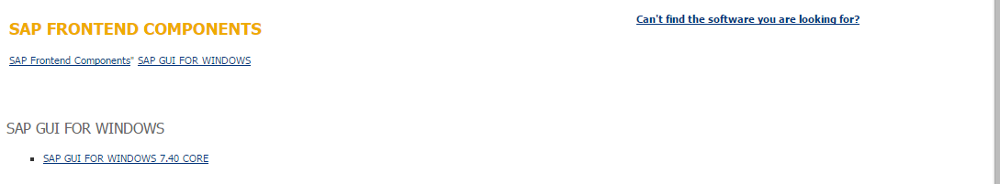 Can't find the software you are looking for?
SAP FRONTEND COMPONENTS
SAP Frontend Components" SAP GUI FOR WINDOWS
SAP GUI FOR WINDOWS
▪ SAP GUI FOR WINDOWS 7.40 CORE